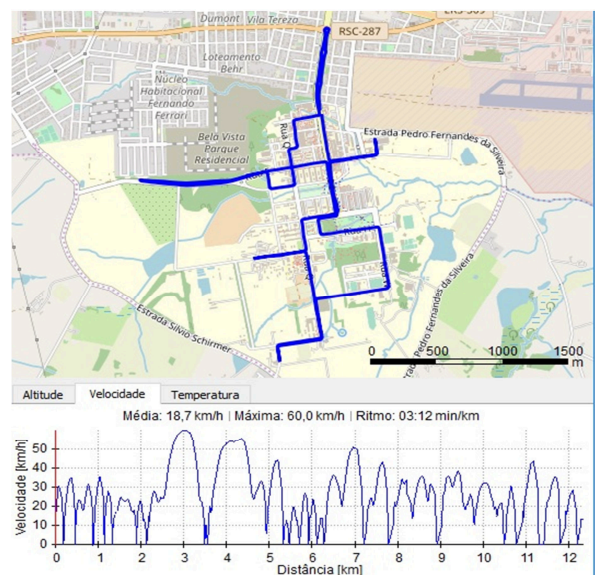 Dumont
Vila Tereza
RSC-287
Loteamento
Behr
Núcleo
Habitacional
Fernando
Ferrari
Rua Q
Estrada Pedro Fernandes da Silveira
Bela Vista
Parque
Residencial
Estrada Silvio Schirmer
Estrada Pedro Fernandes da Silveira
0 500 1000 1500
m
Altitude Velocidade Temperatura
Média: 18,7 km/h | Máxima: 60,0 km/h | Ritmo: 03:12 min/km
Velocidade [km/h]
50
40
30
20
10
0
0 1 2 3 4 5 6 7 8 9 10 11 12
Distância [km]